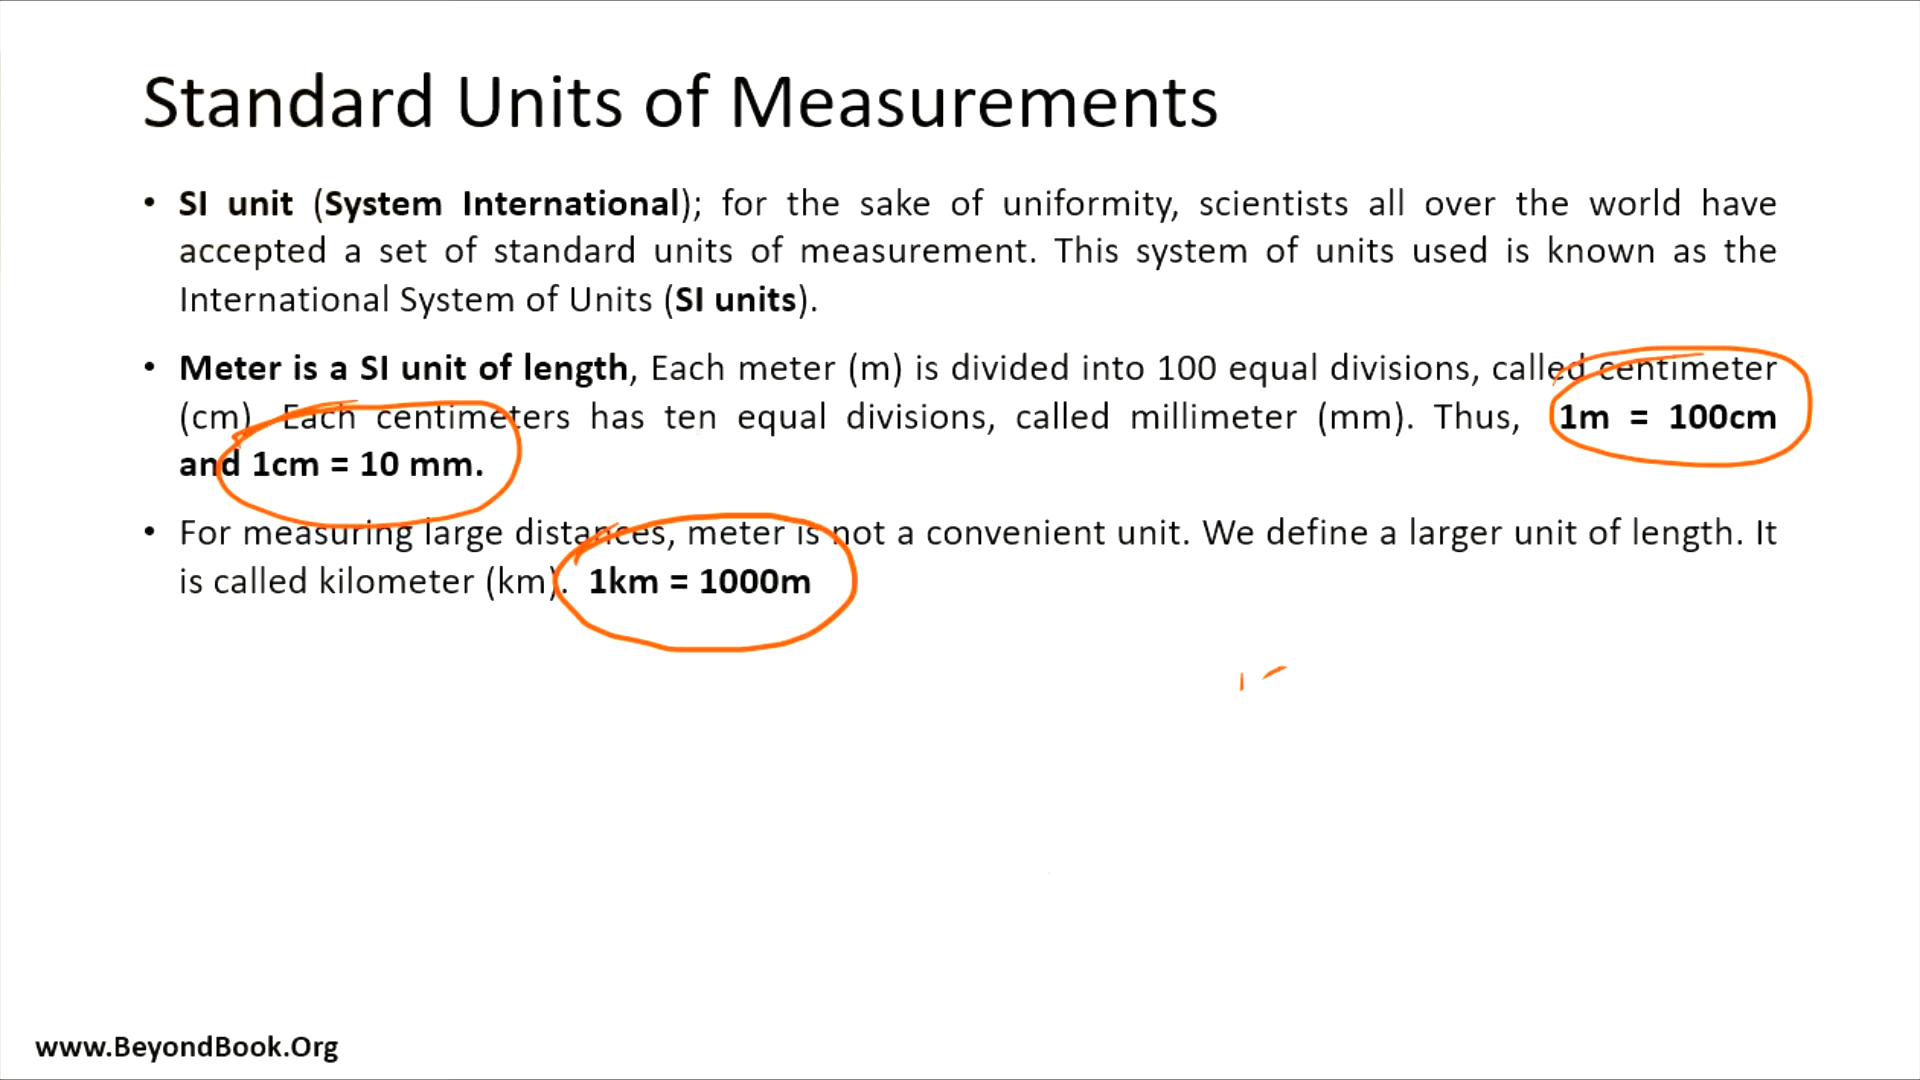 Standard Units of Measurements
• SI unit (System International); for the sake of uniformity, scientists all over the world have
accepted a set of standard units of measurement. This system of units used is known as the
International System of Units (SI units).
• Meter is a SI unit of length, Each meter (m) is divided into 100 equal divisions, called centimeter
(cm). Each centimeters has ten equal divisions, called millimeter (mm). Thus, 1m = 100cm
and 1cm = 10 mm.
• For measuring large distances, meter is not a convenient unit. We define a larger unit of length. It
is called kilometer (km). 1km = 1000m
www.BeyondBook.Org